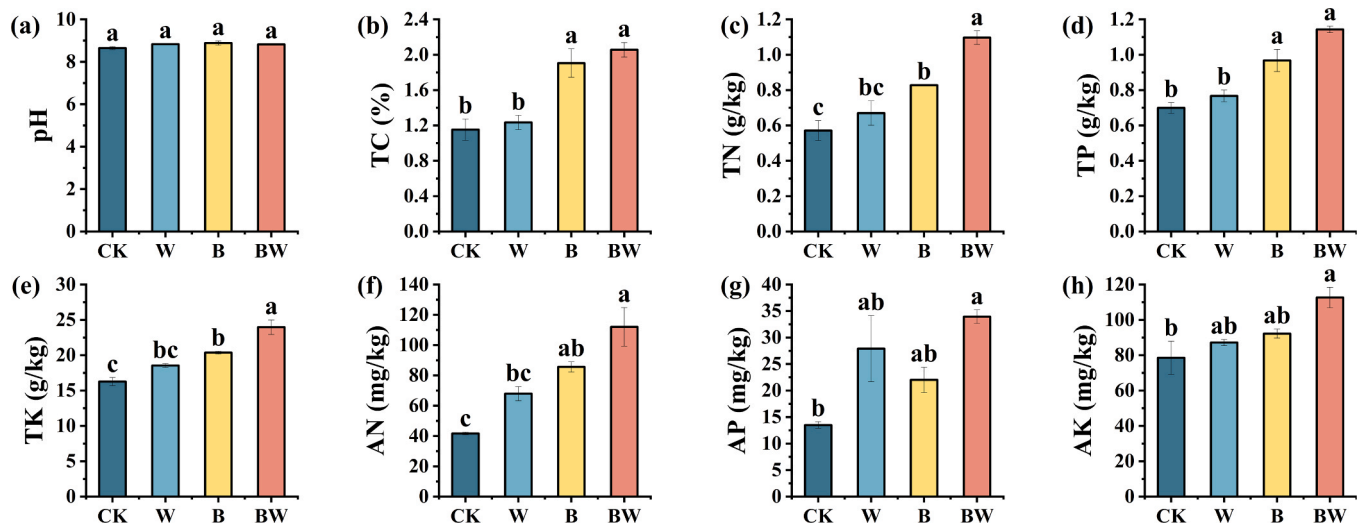 (a)
pH
10
8
6
4
2
0
a a a a
CK W B BW
(b)
TC (%)
2.4
2.0
1.6
1.2
0.8
0.4
0.0
b b a a
CK W B BW
(c)
TN (g/kg)
1.2
1.0
0.8
0.6
0.4
0.2
0.0
c bc b a
CK W B BW
(d)
TP (g/kg)
1.2
1.0
0.8
0.6
0.4
0.2
0.0
b b a a
CK W B BW
(e)
TK (g/kg)
30
25
20
15
10
5
0
c bc b a
CK W B BW
(f)
AN (mg/kg)
140
120
100
80
60
40
20
0
c bc ab a
CK W B BW
(g)
AP (mg/kg)
40
35
30
25
20
15
10
5
0
b ab ab a
CK W B BW
(h)
AK (mg/kg)
120
100
80
60
40
20
0
b ab ab a
CK W B BW